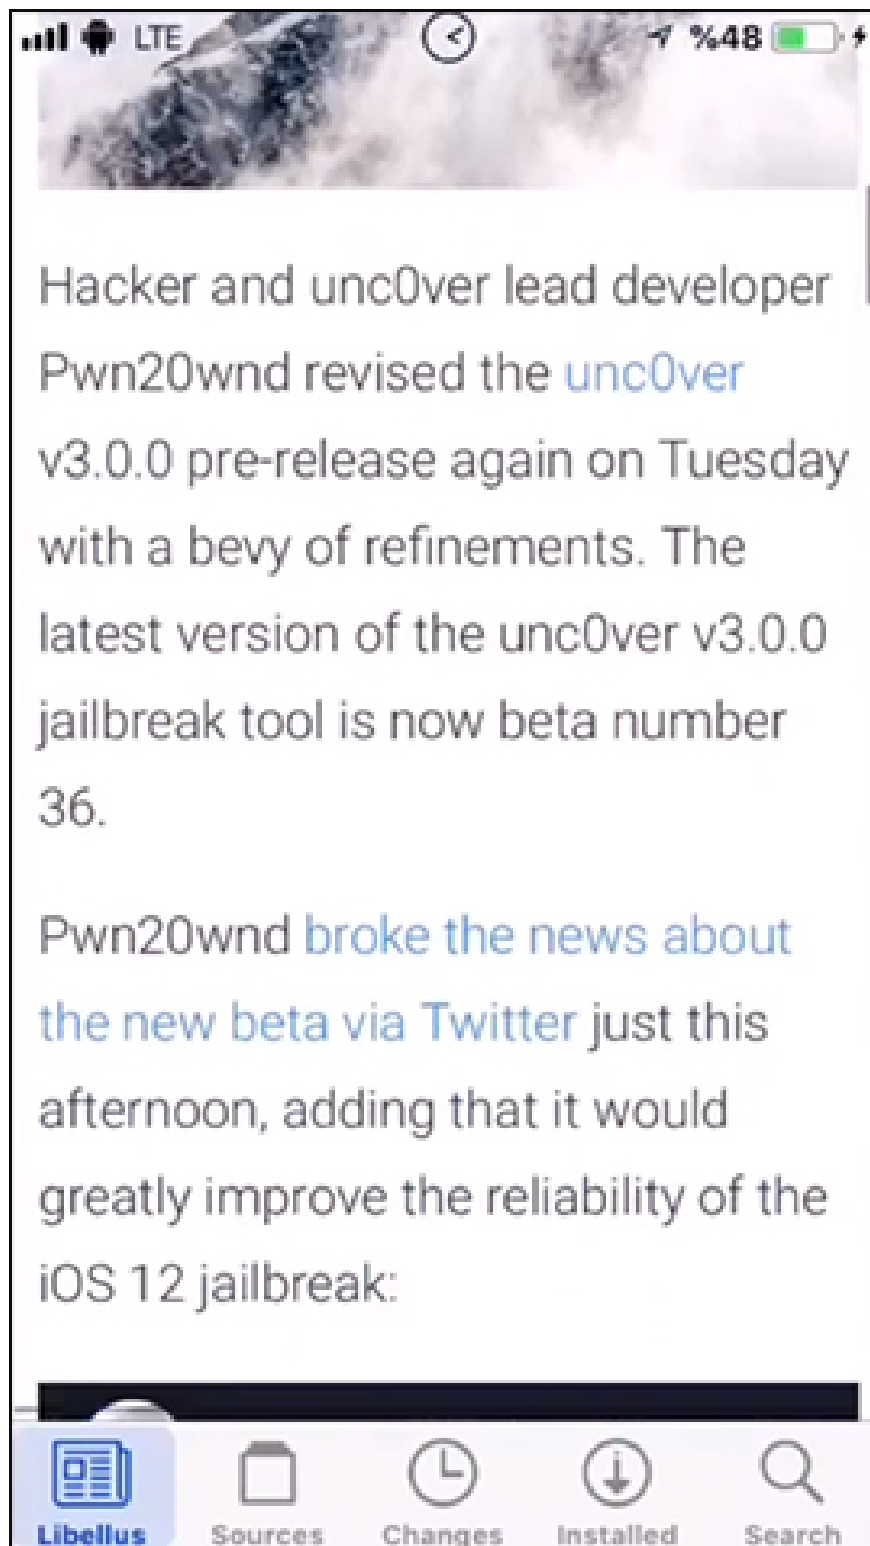 LTE %48
Hacker and unc0ver lead developer
Pwn20wnd revised the unc0ver
v3.0.0 pre-release again on Tuesday
with a bevy of refinements. The
latest version of the unc0ver v3.0.0
jailbreak tool is now beta number
36.
Pwn20wnd broke the news about
the new beta via Twitter just this
afternoon, adding that it would
greatly improve the reliability of the
iOS 12 jailbreak:
Libellus Sources Changes Installed Search